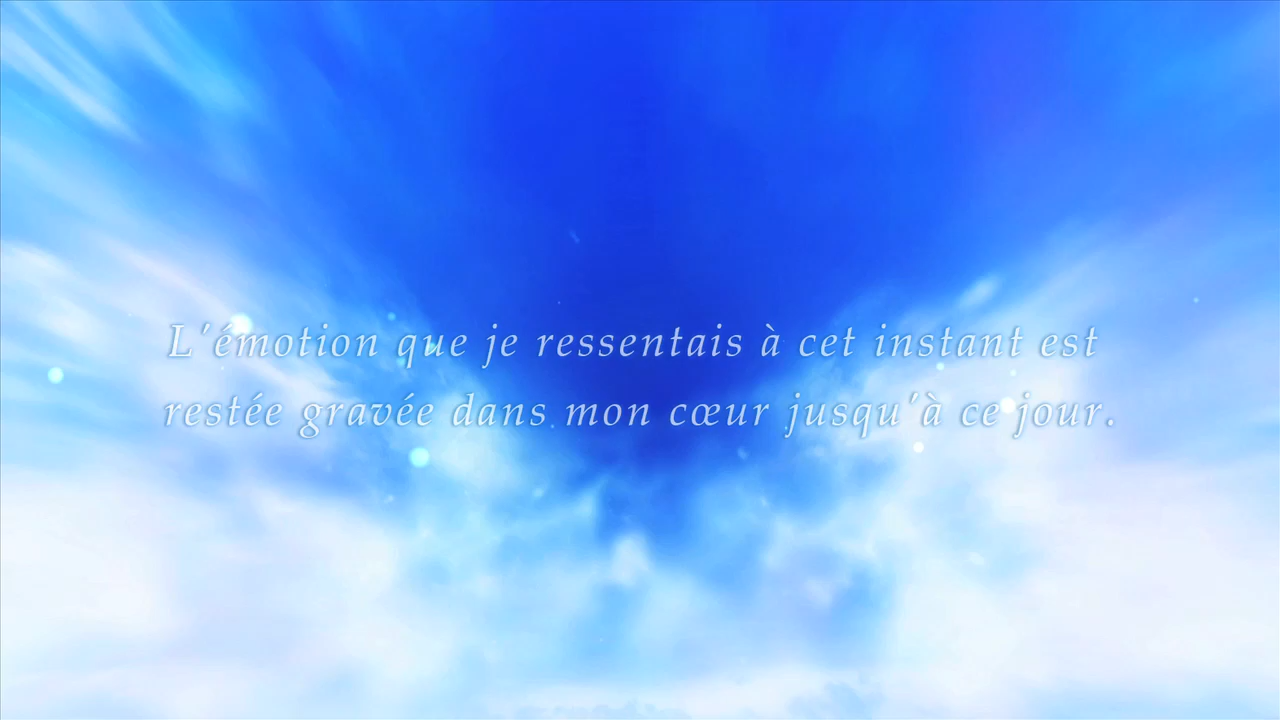 L'émotion que je ressentais à cet instant est
restée gravée dans mon cœur jusqu'à ce jour.